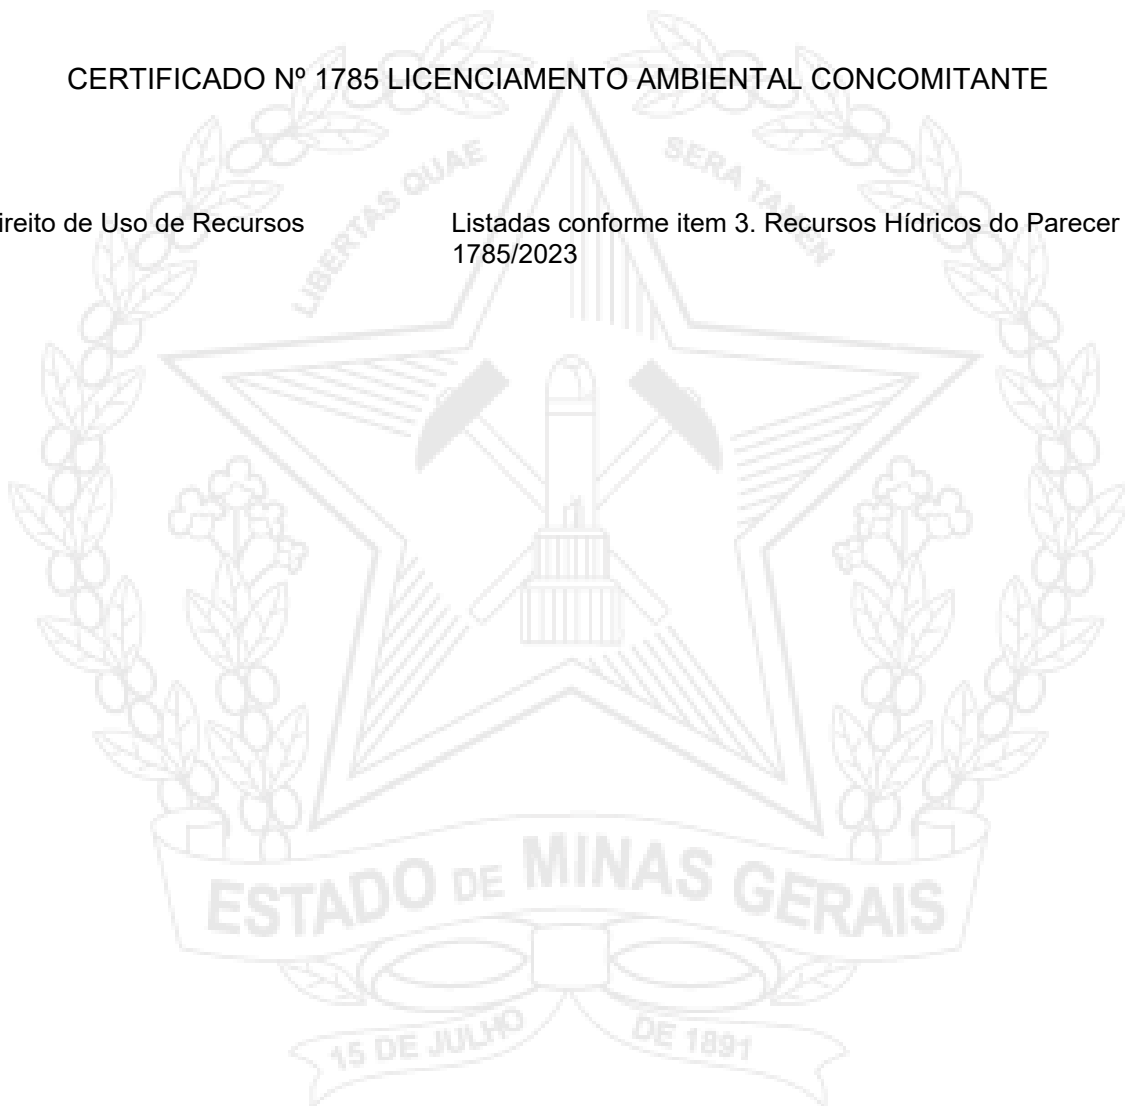 CERTIFICADO Nº 1785 LICENCIAMENTO AMBIENTAL CONCOMITANTE
LIBERTAS QUAE SERA TAMEN
ireito de Uso de Recursos
Listadas conforme item 3. Recursos Hídricos do Parecer
1785/2023
ESTADO DE MINAS GERAIS
15 DE JULHO DE 1891